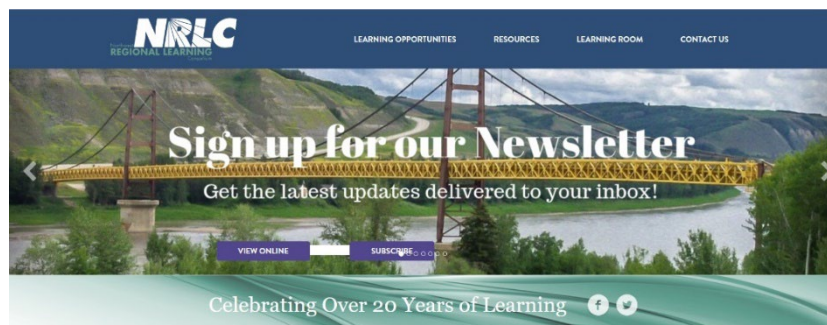 NRLC
REGIONAL LEARNING
LEARNING OPPORTUNITIES
RESOURCES
LEARNING ROOM
CONTACT US
Sign up for our Newsletter
Get the latest updates delivered to your inbox!
VIEW ONLINE
SUBSCRIBE
Celebrating Over 20 Years of Learning